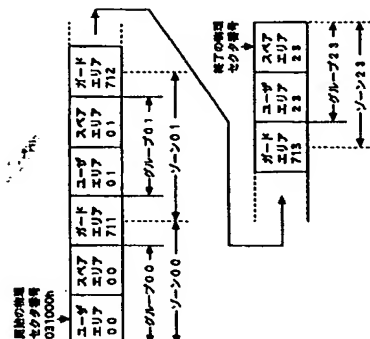 開始の物理
セクタ番号
031000h
ユーザ
エリア
00
スペア
エリア
00
ガード
エリア
711
ユーザ
エリア
01
スペア
エリア
01
ガード
エリア
712
グループ00
グループ01
ゾーン00
ゾーン01
終了の物理
セクタ番号
ガード
エリア
713
ユーザ
エリア
23
スペア
エリア
23
グループ23
ゾーン23